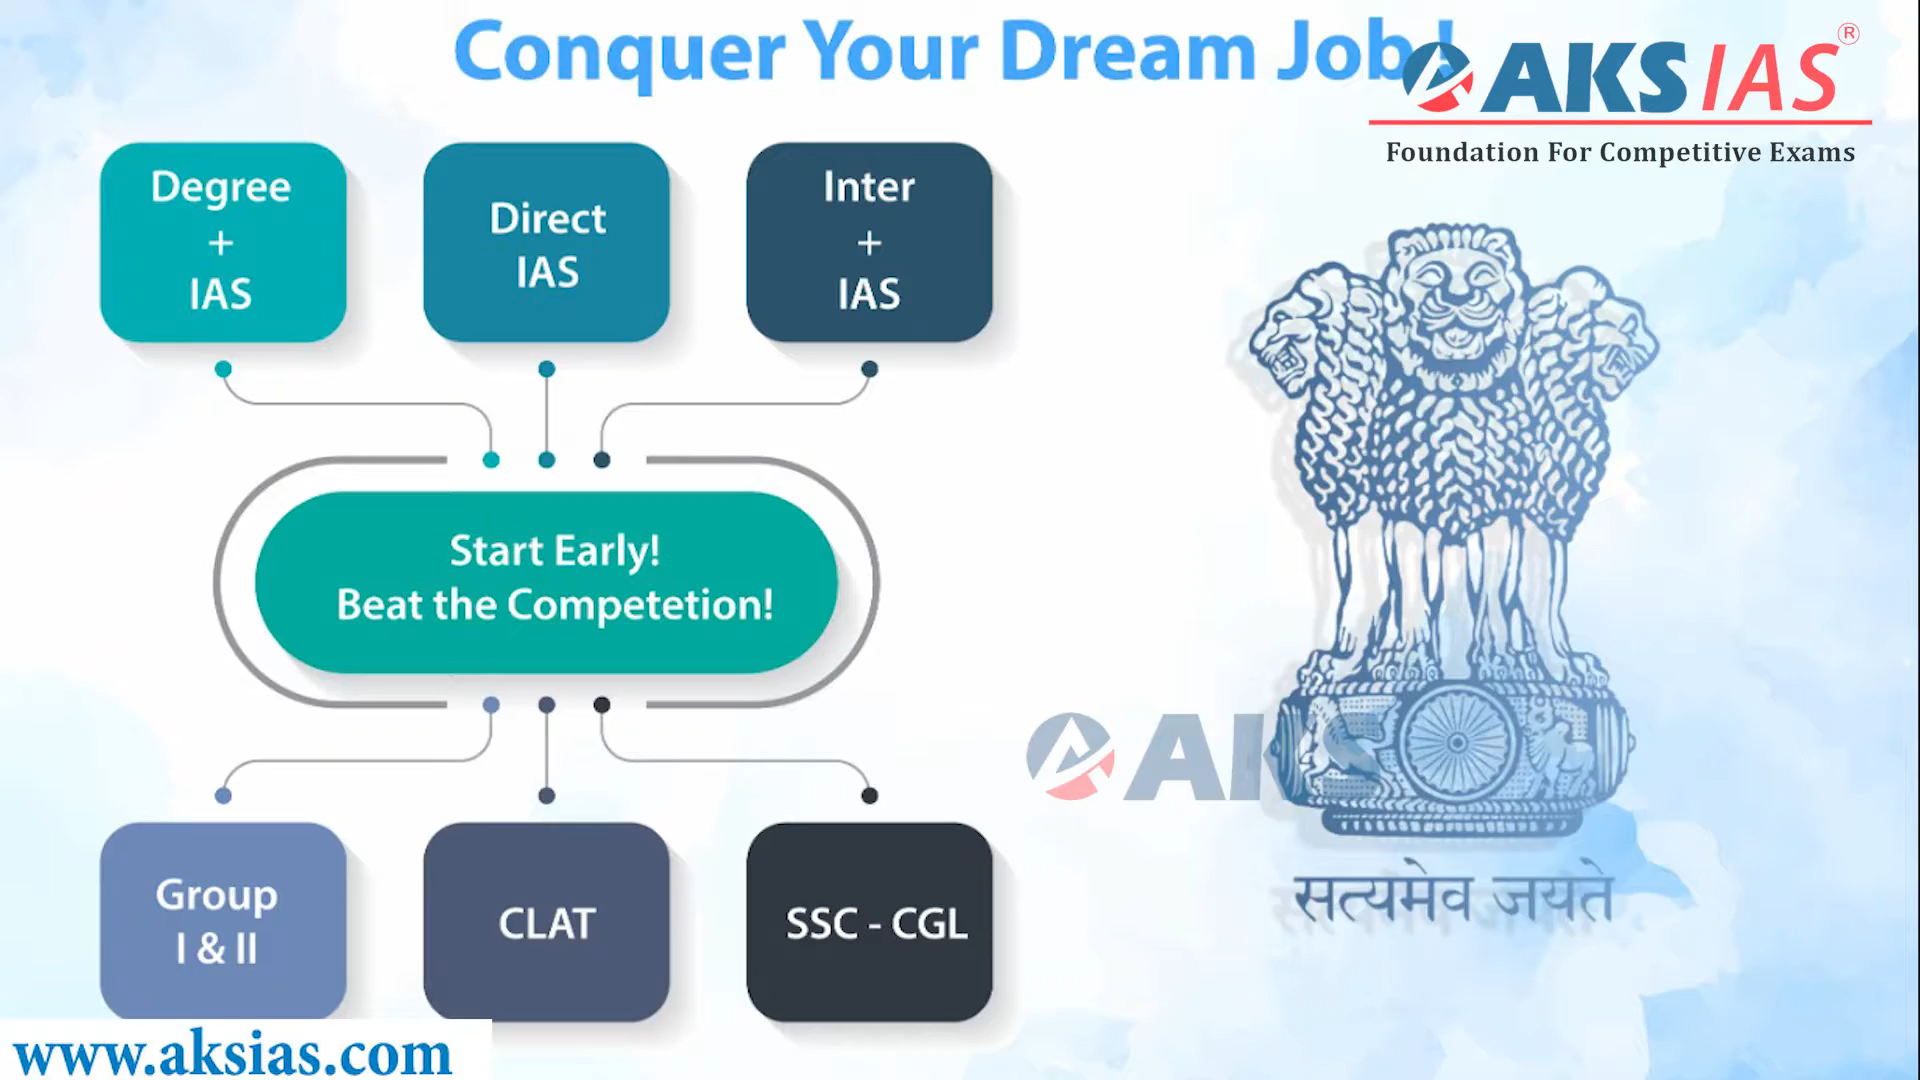 Conquer Your Dream Job!
AKS IAS®
Foundation For Competitive Exams
Degree
+
IAS
Direct
IAS
Inter
+
IAS
Start Early!
Beat the Competetion!
AKS
सत्यमेव जयते
Group
I & II
CLAT
SSC - CGL
www.aksias.com